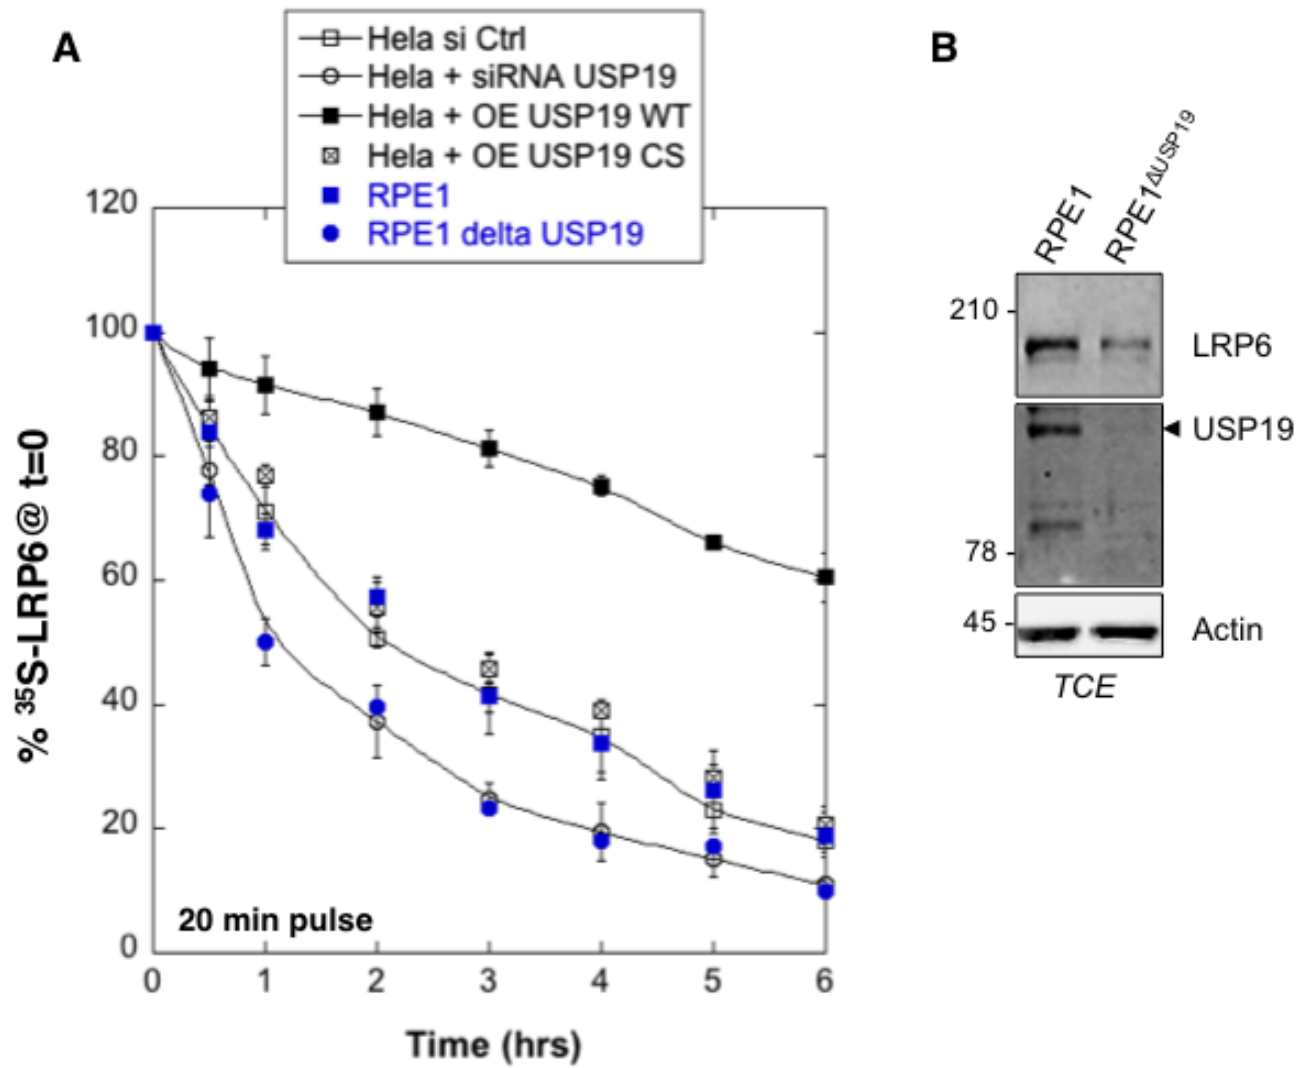 A
Hela si Ctrl
Hela + siRNA USP19
Hela + OE USP19 WT
Hela + OE USP19 CS
RPE1
RPE1 delta USP19
120
100
80
60
40
20
0
% ³⁵S-LRP6@ t=0
20 min pulse
0 1 2 3 4 5 6
Time (hrs)
B
RPE1
RPE1ΔUSP19
210
LRP6
USP19
78
45
Actin
TCE